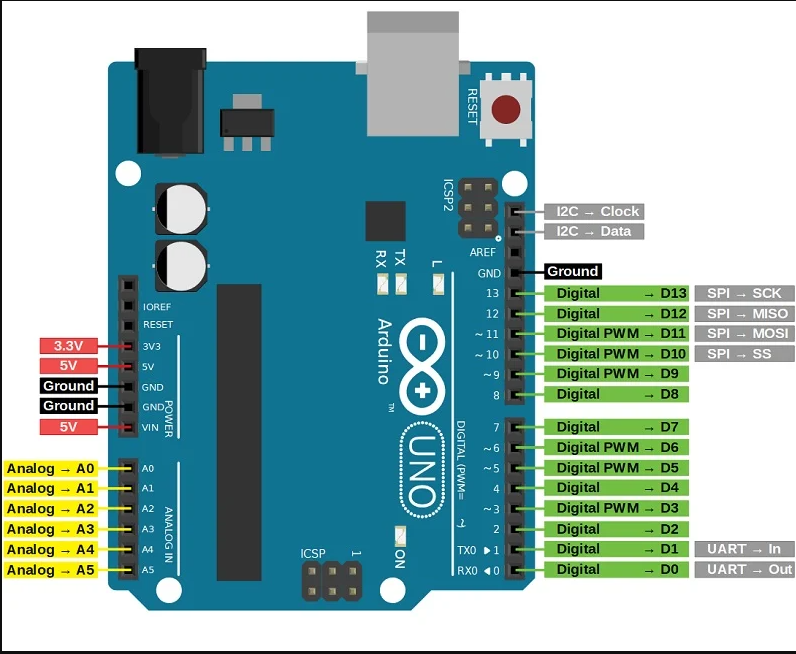 RESET
ICSP2
I2C → Clock
I2C → Data
AREF
GND
Ground
RX
TX
L
13
Digital → D13
SPI → SCK
12
Digital → D12
SPI → MISO
~11
Digital PWM → D11
SPI → MOSI
~10
Digital PWM → D10
SPI → SS
~9
Digital PWM → D9
8
Digital → D8
IOREF
RESET
3.3V
3V3
5V
5V
Ground
GND
Ground
GND
5V
VIN
POWER
Arduino
TM
UNO
DIGITAL (PWM= ~)
7
Digital → D7
~6
Digital PWM → D6
~5
Digital PWM → D5
4
Digital → D4
~3
Digital PWM → D3
2
Digital → D2
TX0 ▶ 1
Digital → D1
UART → In
RX0 ◀ 0
Digital → D0
UART → Out
Analog → A0
A0
Analog → A1
A1
Analog → A2
A2
Analog → A3
A3
Analog → A4
A4
Analog → A5
A5
ANALOG IN
ICSP
1
ON